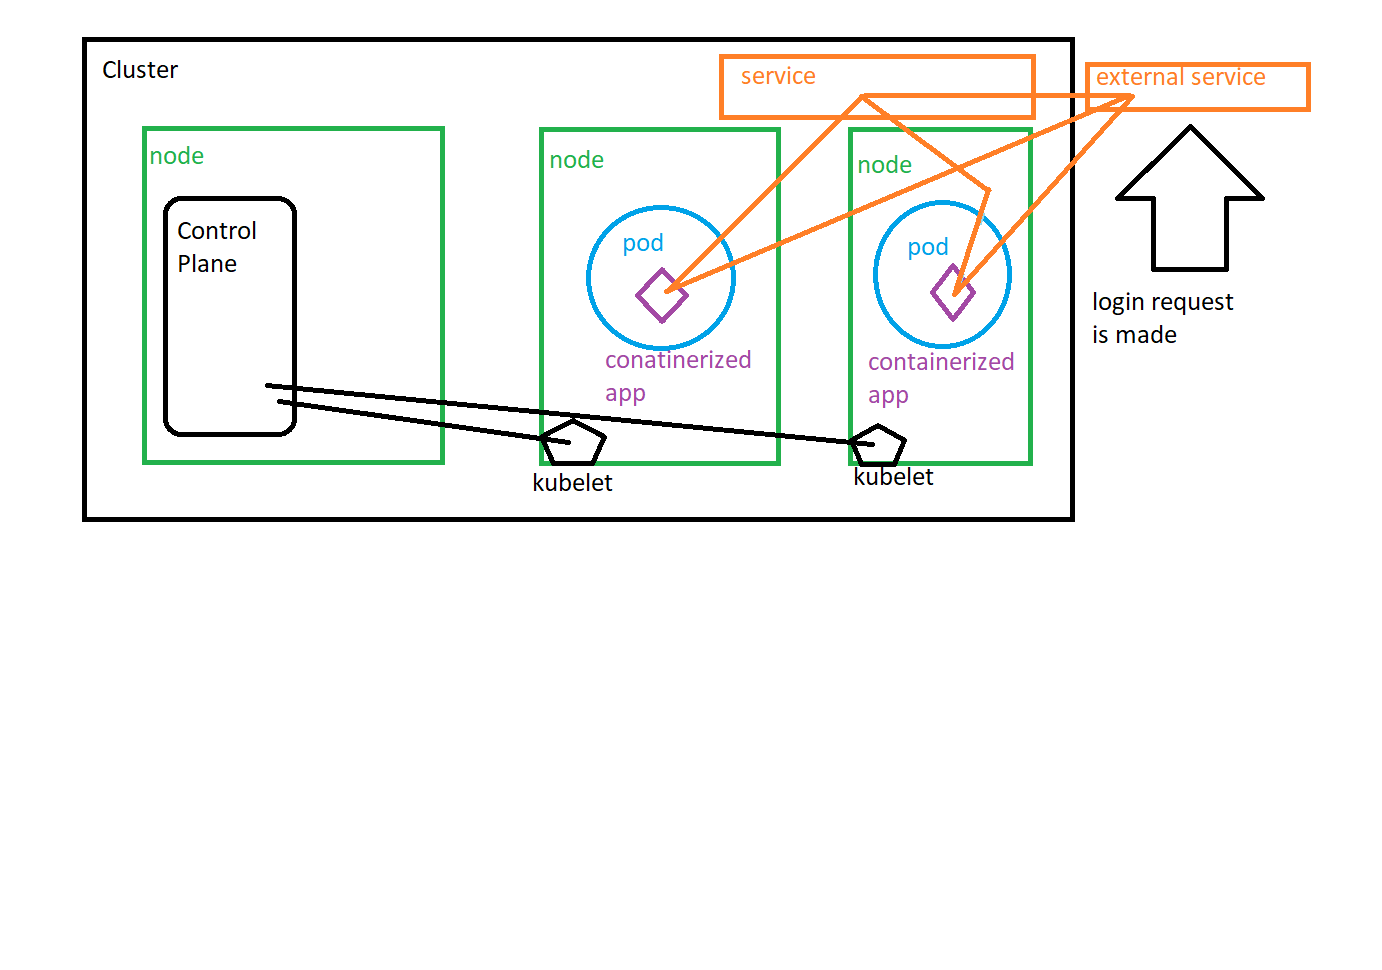 Cluster
service
external service
node
node
node
Control
Plane
pod
pod
login request
is made
conatinerized
app
containerized
app
kubelet
kubelet